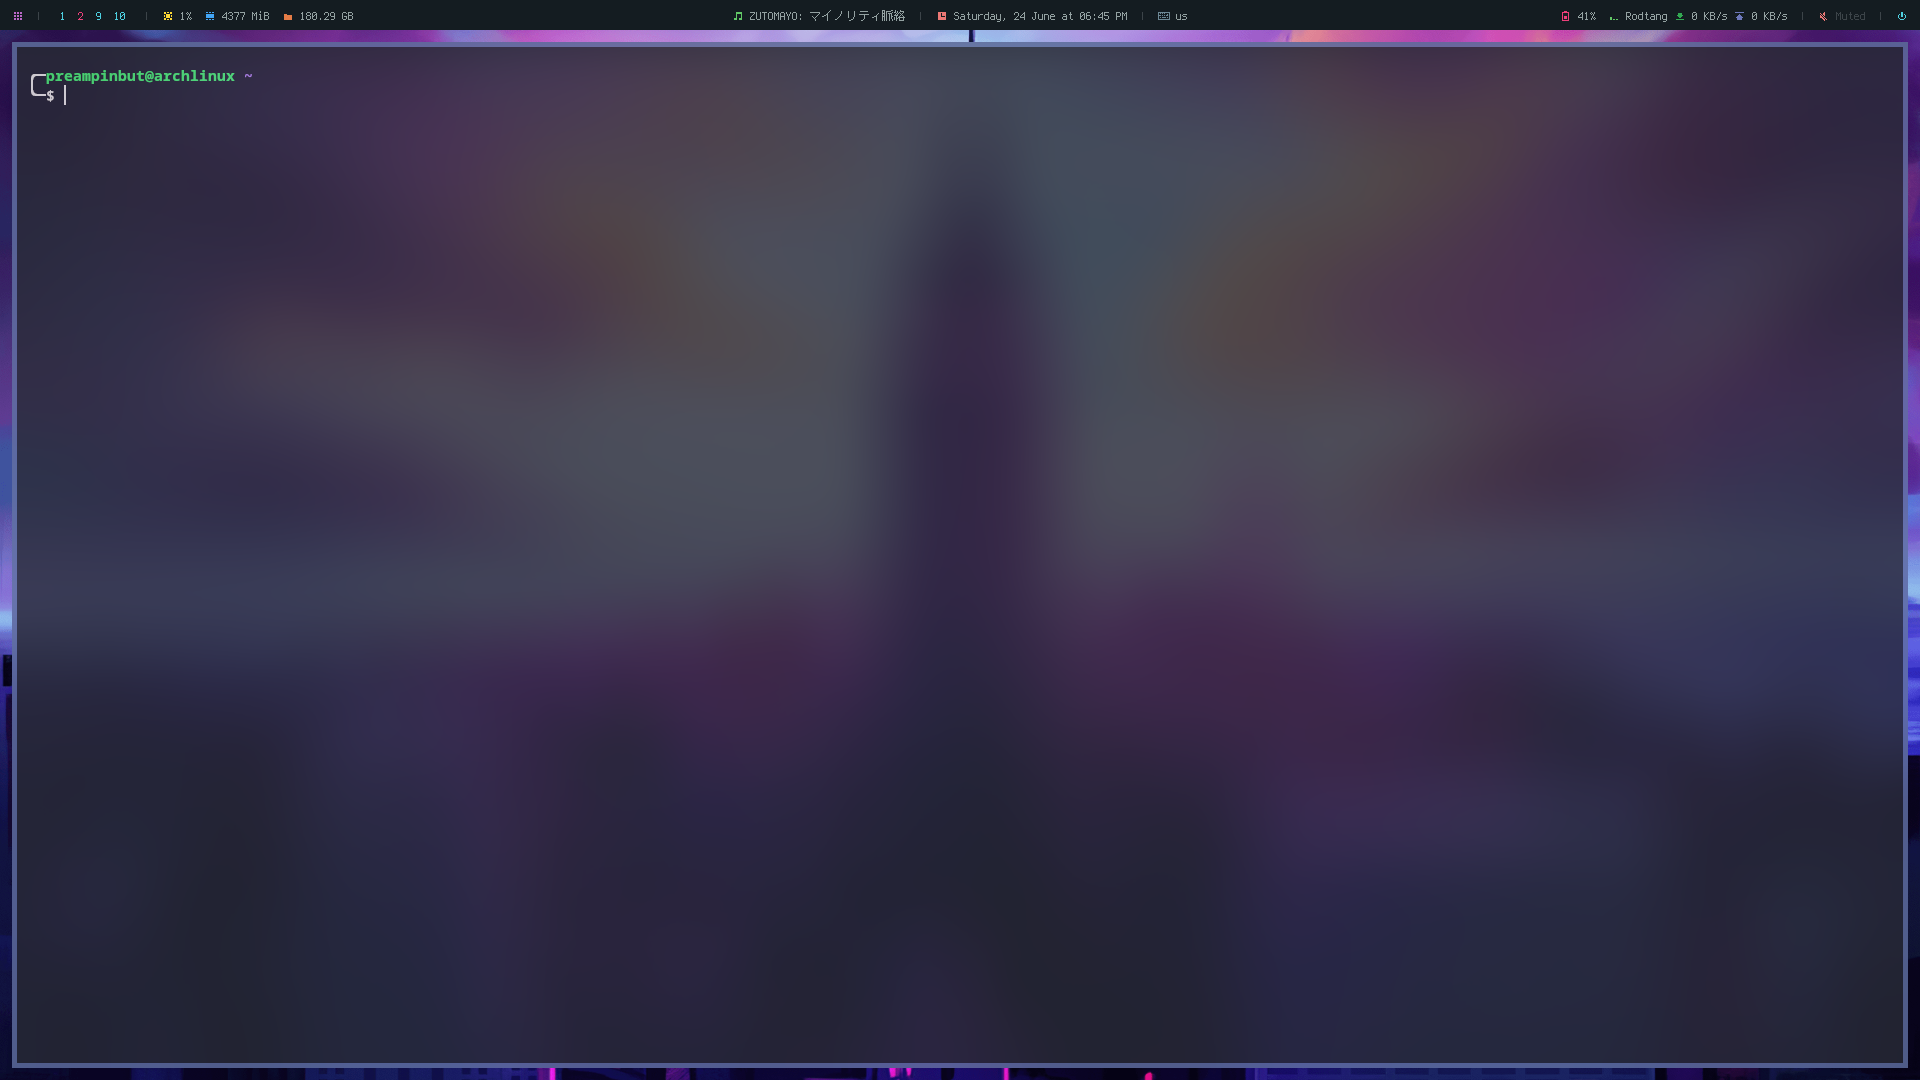 1 2 9 10 1% 4377 MiB 180.29 GB ZUTOMAYO: マイノリティ脈絡 Saturday, 24 June at 06:45 PM us 41% Rodtang 0 KB/s 0 KB/s Muted
preampinbut@archlinux ~
$